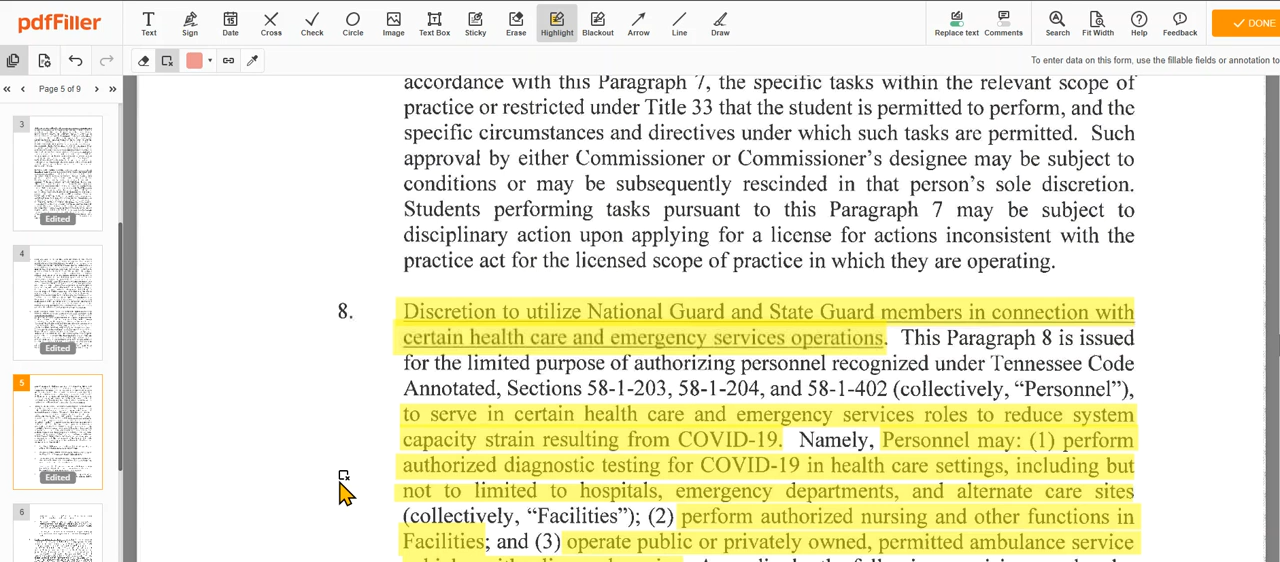 pdfFiller
Text
Sign
Date
Cross
Check
Circle
Image
Text Box
Sticky
Erase
Highlight
Blackout
Arrow
Line
Draw
Replace text
Comments
Search
Fit Width
Help
Feedback
DONE
To enter data on this form, use the fillable fields or annotation to
Page 5 of 9
3
Edited
4
Edited
5
Edited
6
accordance with this Paragraph 7, the specific tasks within the relevant scope of
practice or restricted under Title 33 that the student is permitted to perform, and the
specific circumstances and directives under which such tasks are permitted. Such
approval by either Commissioner or Commissioner's designee may be subject to
conditions or may be subsequently rescinded in that person's sole discretion.
Students performing tasks pursuant to this Paragraph 7 may be subject to
disciplinary action upon applying for a license for actions inconsistent with the
practice act for the licensed scope of practice in which they are operating.
8. Discretion to utilize National Guard and State Guard members in connection with
certain health care and emergency services operations. This Paragraph 8 is issued
for the limited purpose of authorizing personnel recognized under Tennessee Code
Annotated, Sections 58-1-203, 58-1-204, and 58-1-402 (collectively, “Personnel”),
to serve in certain health care and emergency services roles to reduce system
capacity strain resulting from COVID-19. Namely, Personnel may: (1) perform
authorized diagnostic testing for COVID-19 in health care settings, including but
not to limited to hospitals, emergency departments, and alternate care sites
(collectively, “Facilities”); (2) perform authorized nursing and other functions in
Facilities; and (3) operate public or privately owned, permitted ambulance service